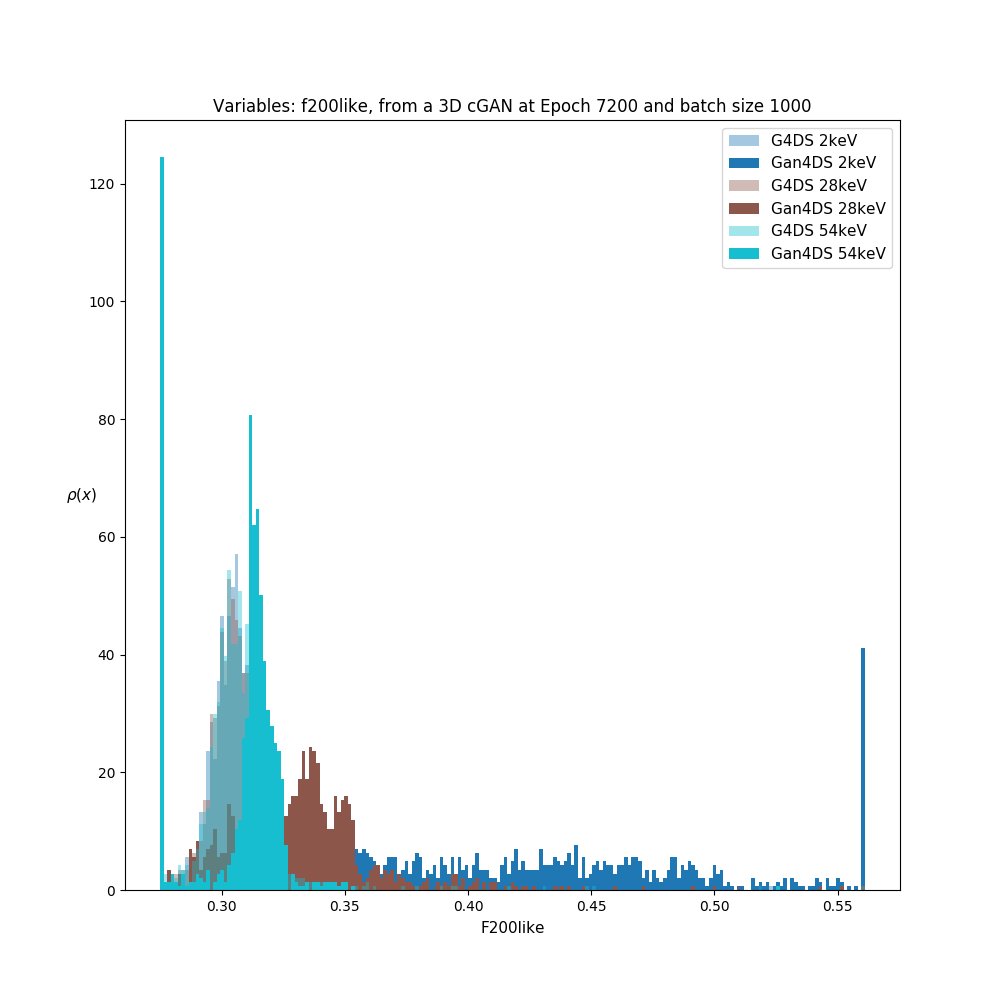 Variables: f200like, from a 3D cGAN at Epoch 7200 and batch size 1000
G4DS 2keV
Gan4DS 2keV
G4DS 28keV
Gan4DS 28keV
G4DS 54keV
Gan4DS 54keV
120
100
80
60
40
20
0
ρ(x)
0.30 0.35 0.40 0.45 0.50 0.55
F200like